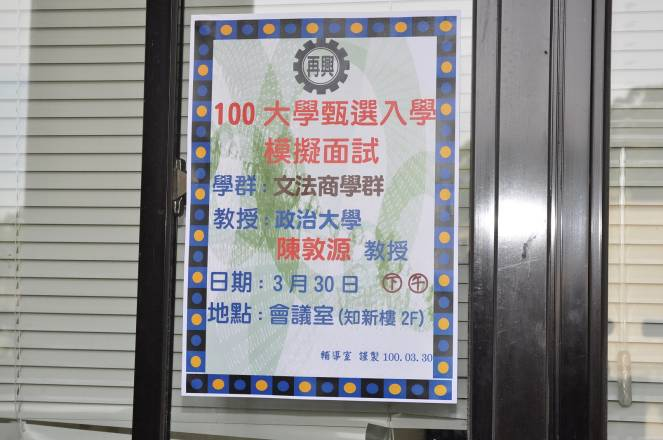 再興
100 大學甄選入學
模擬面試
學群：文法商學群
教授：政治大學
陳敦源 教授
日期：3 月 30 日 下午
地點：會議室 (知新樓 2F)
輔導室 謹製 100.03.30